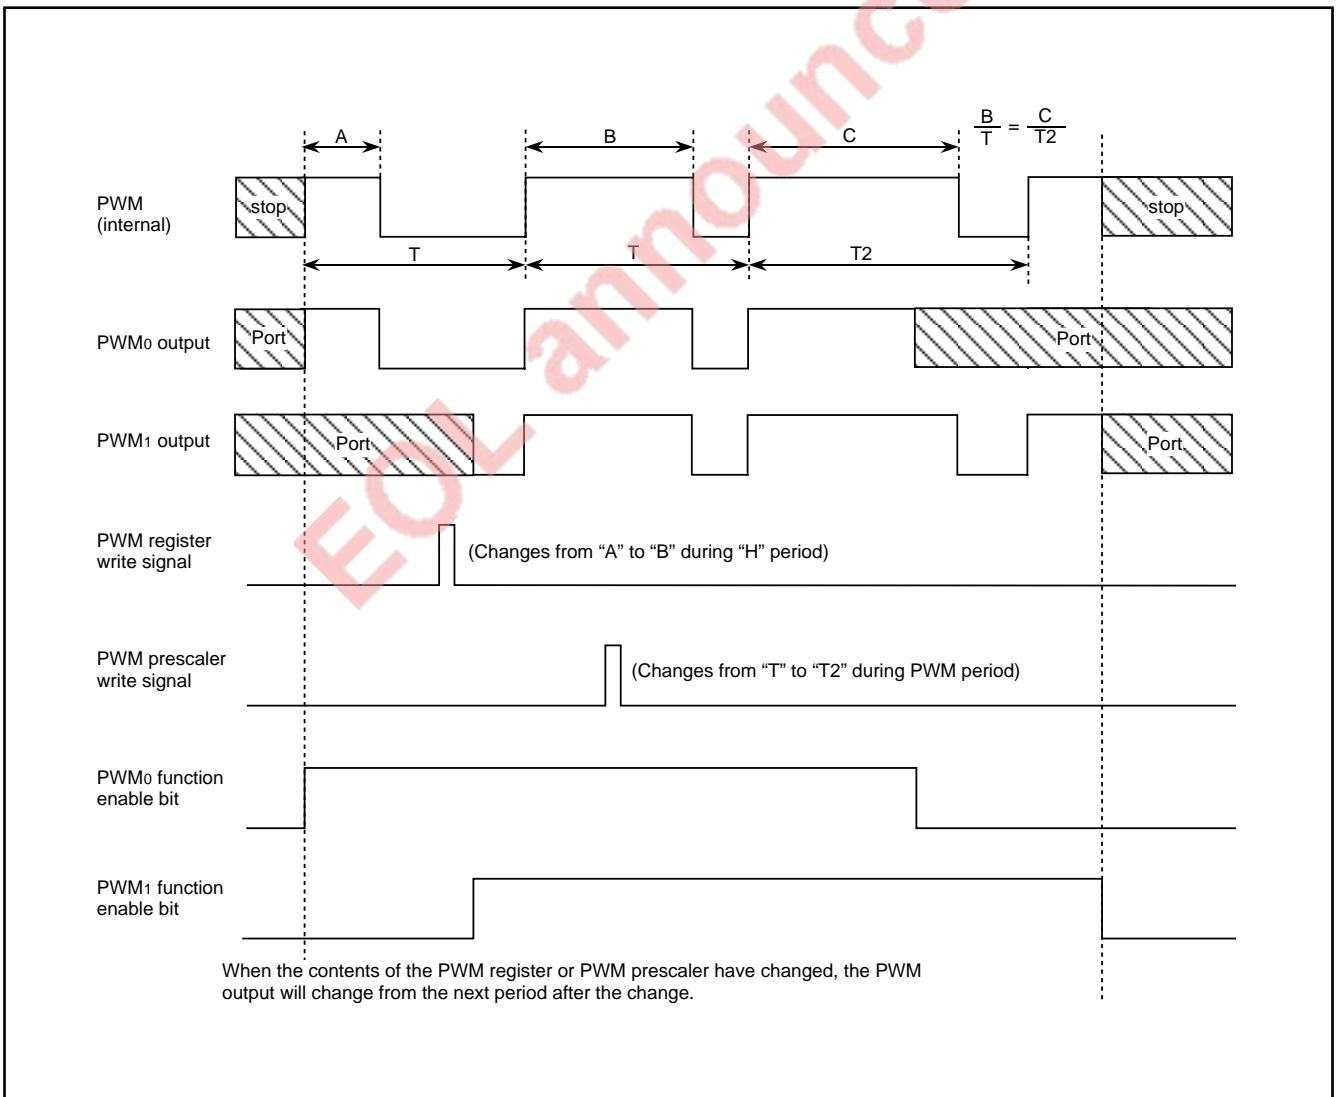 EOL announc
A
B
C
B
T
=
C
T2
PWM
(internal)
stop
stop
T
T
T2
PWM0 output
Port
Port
PWM1 output
Port
Port
PWM register
write signal
(Changes from “A” to “B” during “H” period)
PWM prescaler
write signal
(Changes from “T” to “T2” during PWM period)
PWM0 function
enable bit
PWM1 function
enable bit
When the contents of the PWM register or PWM prescaler have changed, the PWM
output will change from the next period after the change.